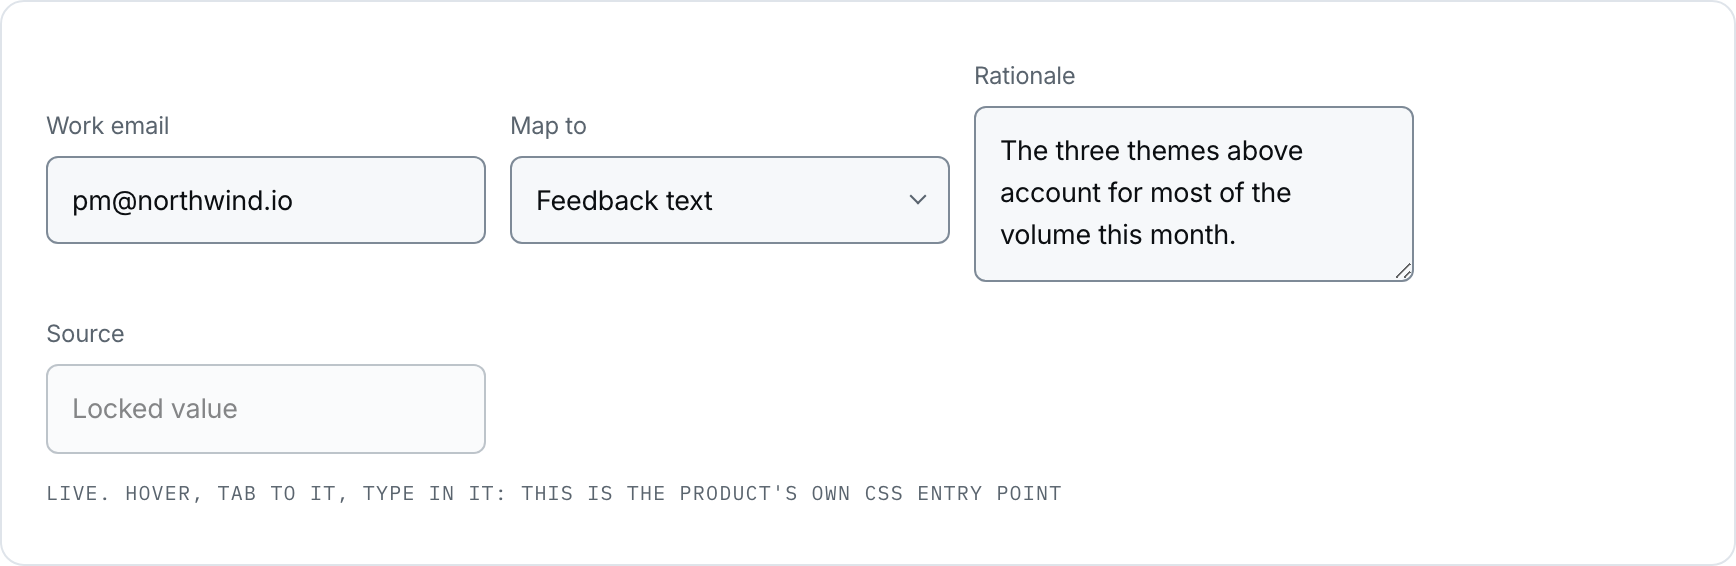 Work email
pm@northwind.io
Map to
Feedback text
Rationale
The three themes above
account for most of the
volume this month.
Source
Locked value
LIVE. HOVER, TAB TO IT, TYPE IN IT: THIS IS THE PRODUCT'S OWN CSS ENTRY POINT